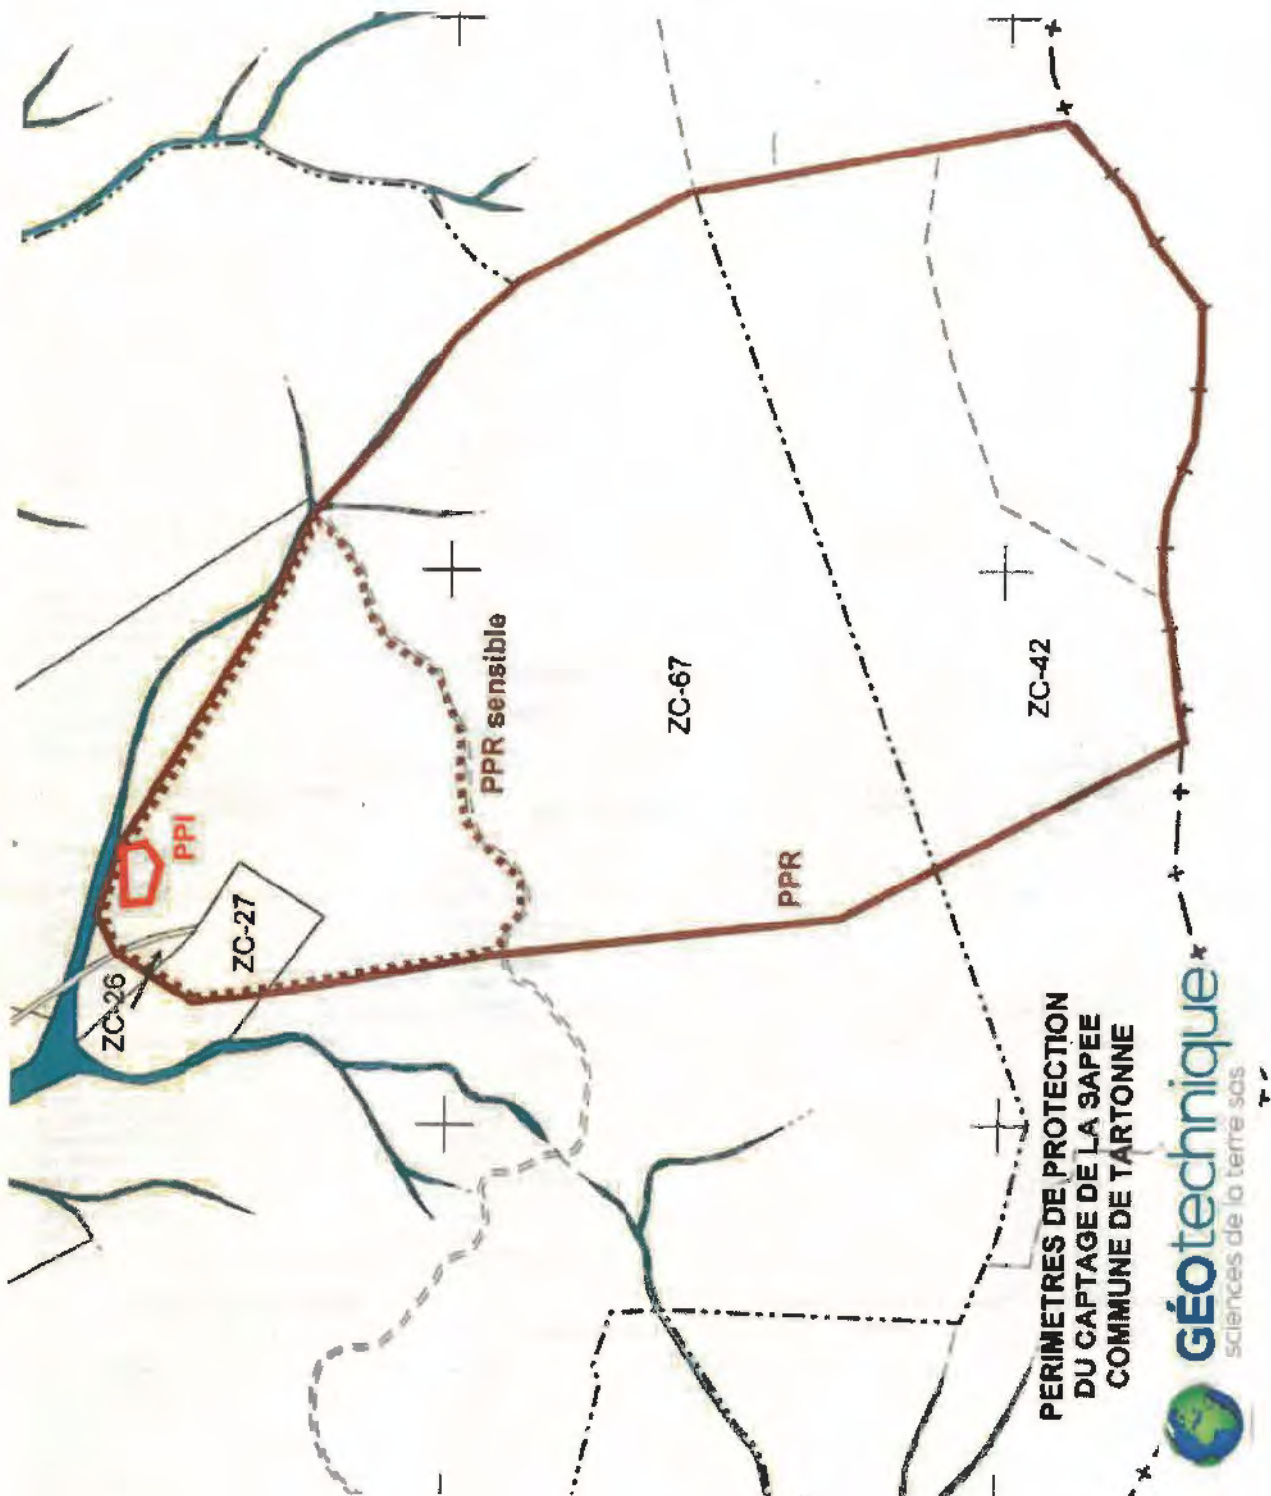 PPI
ZC-26
ZC-27
PPR sensible
ZC-67
PPR
ZC-42
PERIMETRES DE PROTECTION
DU CAPTAGE DE LA SAPEE
COMMUNE DE TARTONNE
GÉOtechnique
sciences de la terre sas